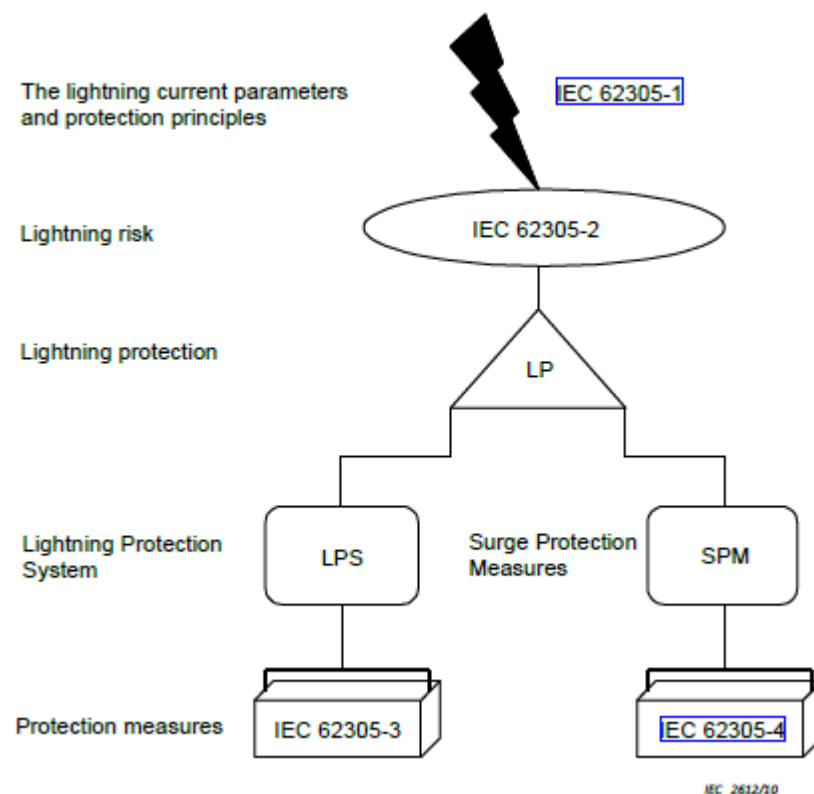 The lightning current parameters
and protection principles
IEC 62305-1
Lightning risk
IEC 62305-2
Lightning protection
LP
Lightning Protection
System
LPS
Surge Protection
Measures
SPM
Protection measures
IEC 62305-3
IEC 62305-4
IEC 2612/10